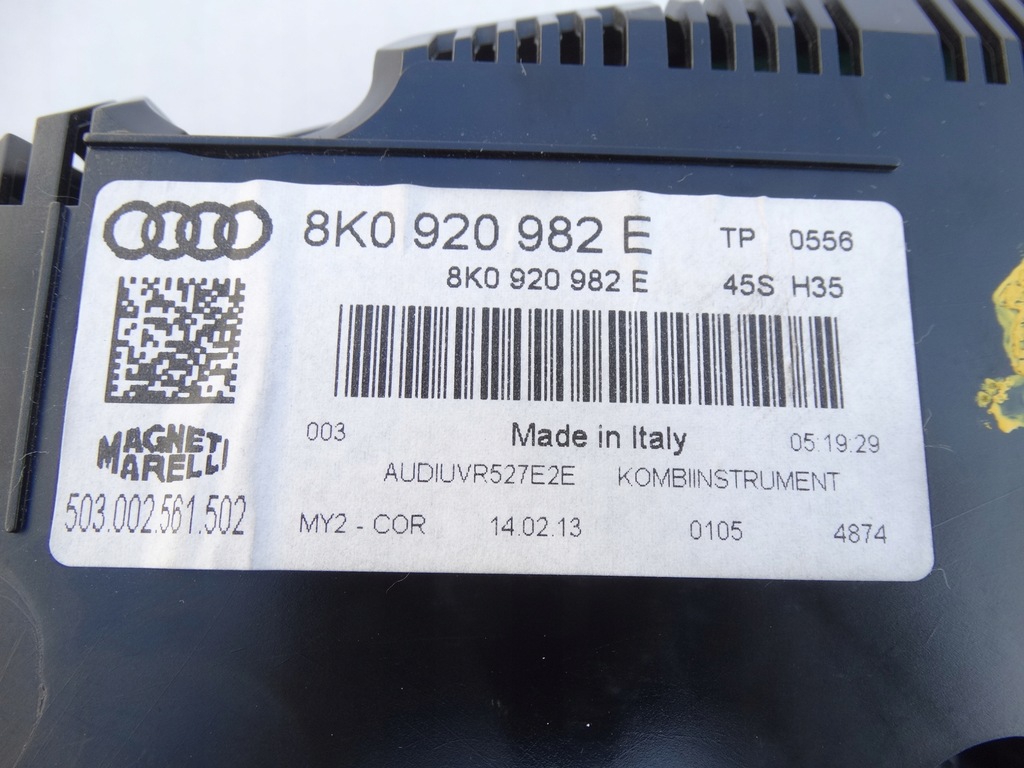 8K0 920 982 E TP 0556
8K0 920 982 E 45S H35
003 Made in Italy 05:19:29
MAGNETI
MARELLI
AUDIUVR527E2E KOMBIINSTRUMENT
503.002.561.502
MY2 - COR 14.02.13 0105 4874